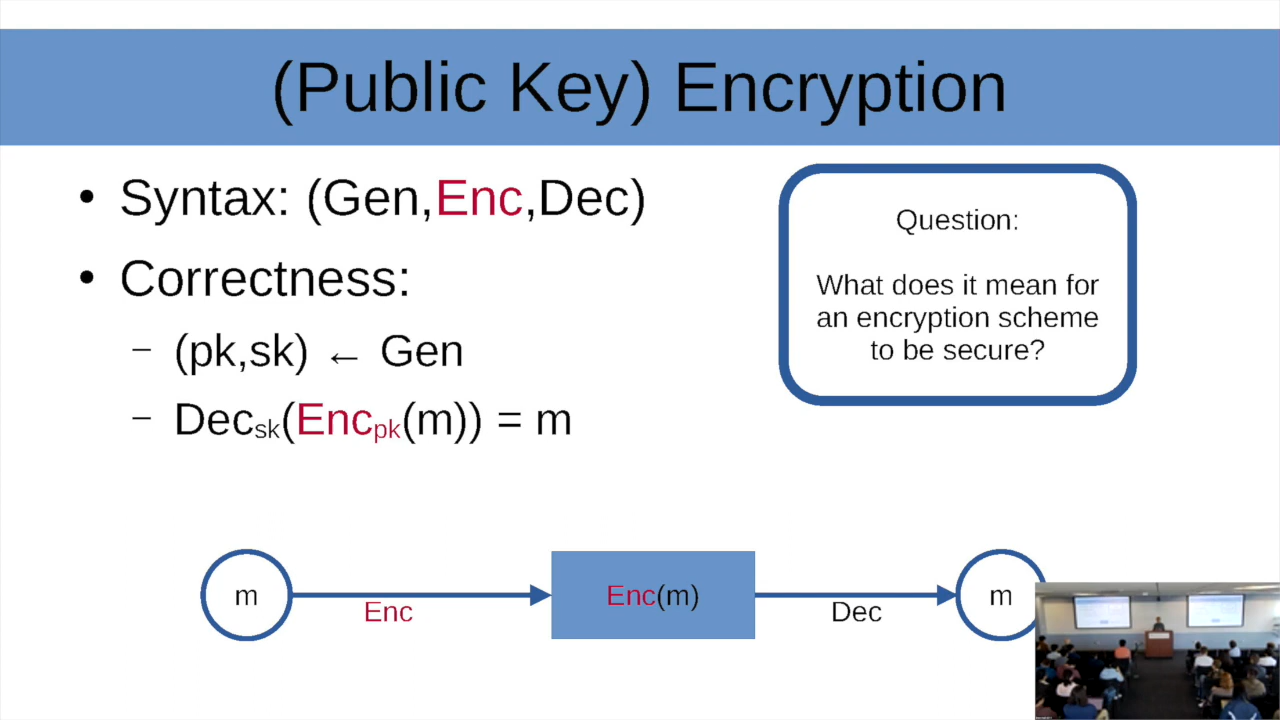 (Public Key) Encryption
• Syntax: (Gen,Enc,Dec)
• Correctness:
– (pk,sk) ← Gen
– Decsk(Encpk(m)) = m
Question:
What does it mean for
an encryption scheme
to be secure?
m
Enc
Enc(m)
Dec
m